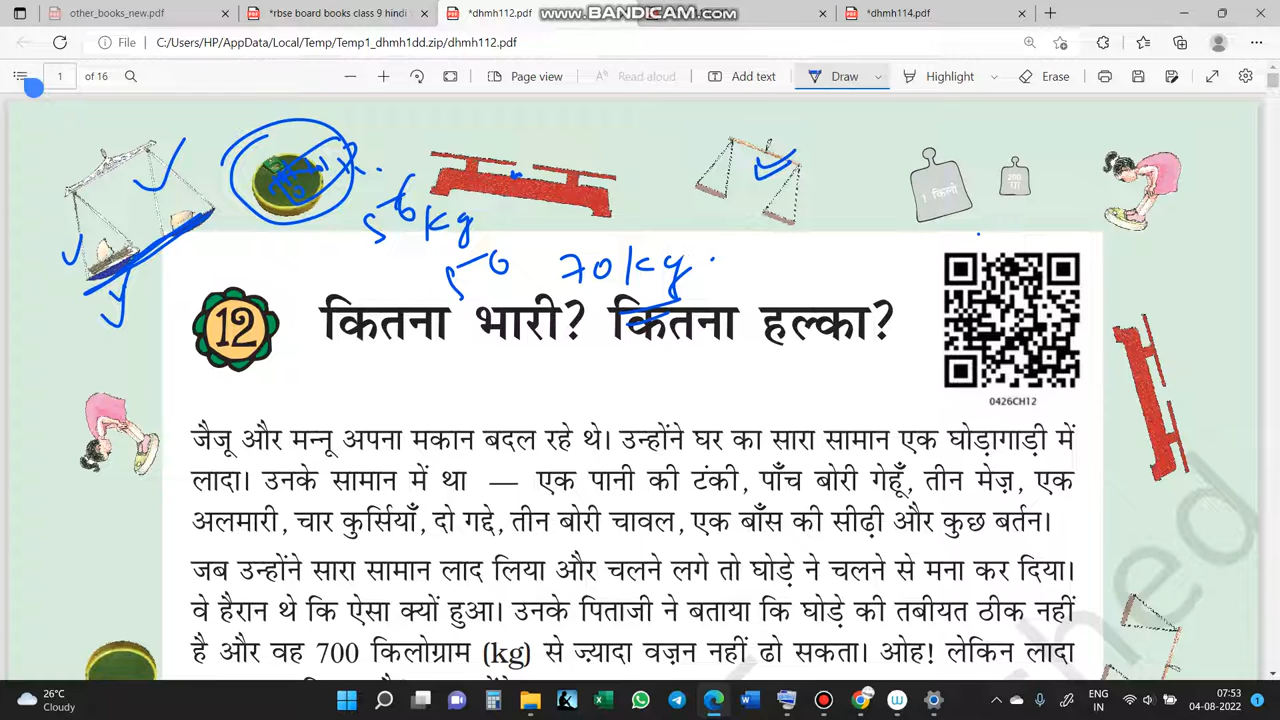 other_books_new.pdf
*rbse board books class 9 hindi
*dhmh112.pdf
WWW.BANDICAM.COM
*dhmh114.pdf
File
C:/Users/HP/AppData/Local/Temp/Temp1_dhmh1dd.zip/dhmh112.pdf
1 of 16
Page view
Read aloud
Add text
Draw
Highlight
Erase
6 kg
70 kg
1 किलो
200
12
कितना भारी? कितना हल्का?
0426CH12
जैजू और मन्नू अपना मकान बदल रहे थे। उन्होंने घर का सारा सामान एक घोड़ागाड़ी में
लादा। उनके सामान में था — एक पानी की टंकी, पाँच बोरी गेहूँ, तीन मेज़, एक
अलमारी, चार कुर्सियाँ, दो गद्दे, तीन बोरी चावल, एक बाँस की सीढ़ी और कुछ बर्तन।
जब उन्होंने सारा सामान लाद लिया और चलने लगे तो घोड़े ने चलने से मना कर दिया।
वे हैरान थे कि ऐसा क्यों हुआ। उनके पिताजी ने बताया कि घोड़े की तबीयत ठीक नहीं
है और वह 700 किलोग्राम (kg) से ज़्यादा वज़न नहीं ढो सकता। ओह! लेकिन लादा
26°C
Cloudy
ENG
IN
07:53
04-08-2022